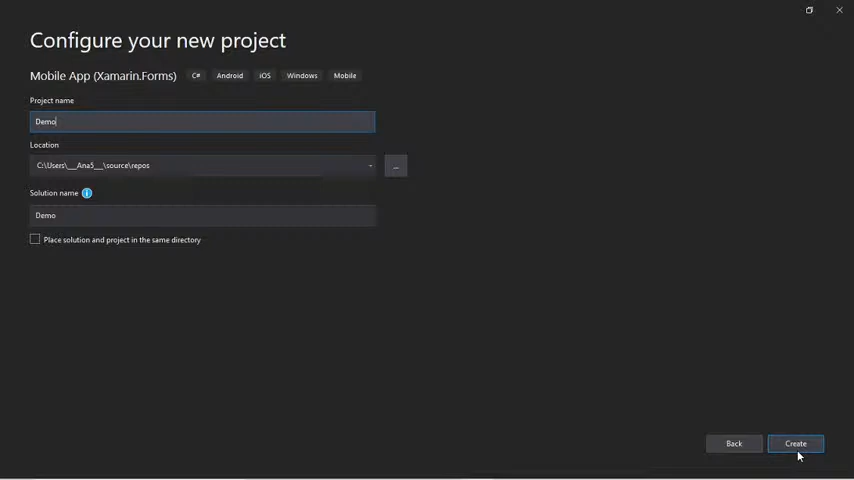 Configure your new project
Mobile App (Xamarin.Forms) C# Android iOS Windows Mobile
Project name
Demo
Location
C:\Users\__Ana5__\source\repos
...
Solution name
Demo
Place solution and project in the same directory
Back Create